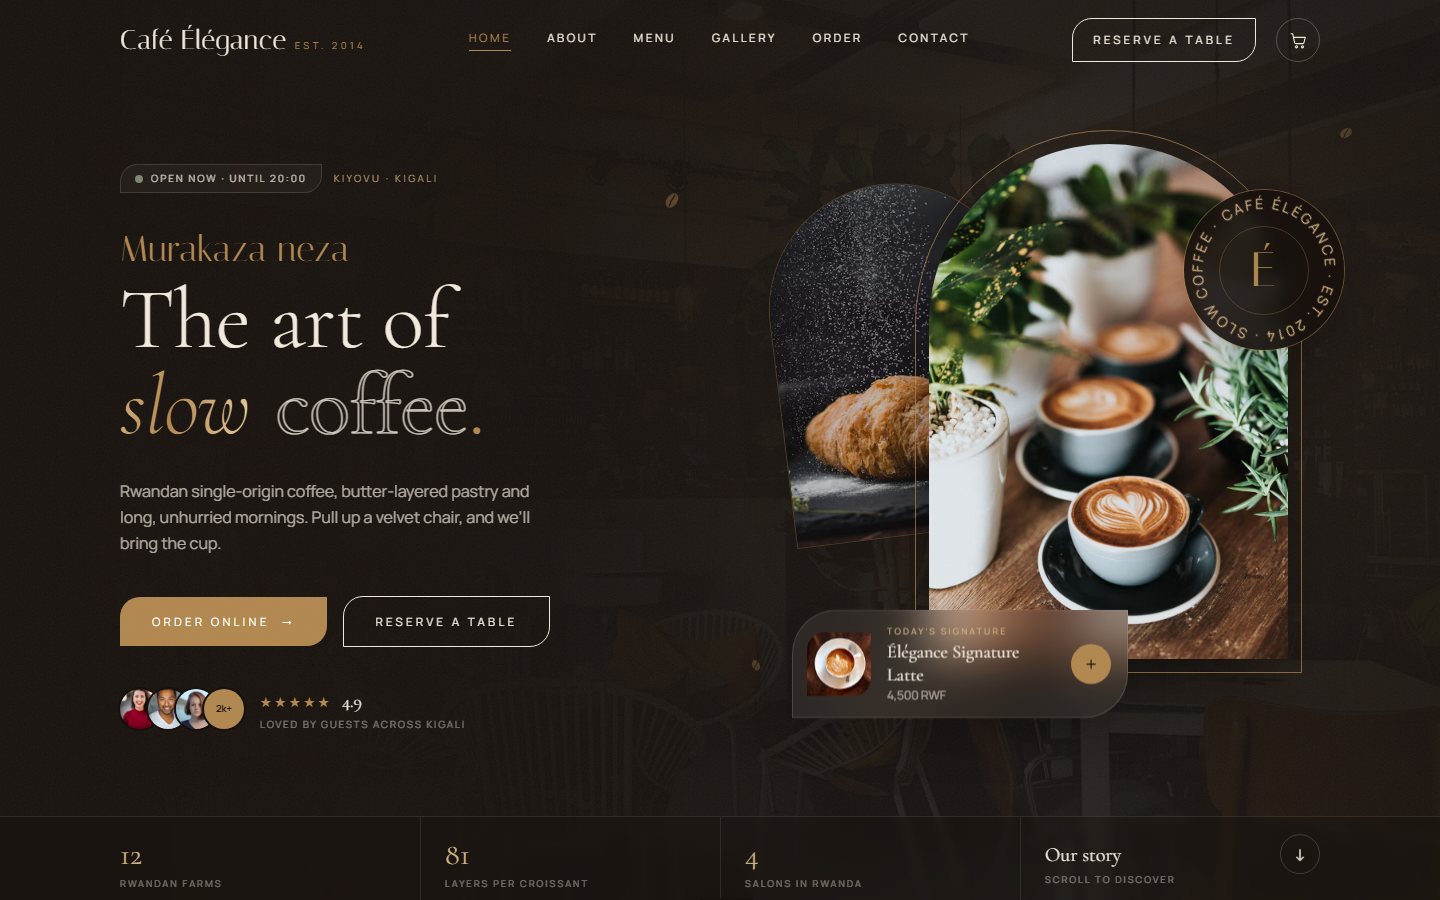 Café Élégance EST. 2014
HOME ABOUT MENU GALLERY ORDER CONTACT
RESERVE A TABLE
OPEN NOW · UNTIL 20:00
KIYOVU · KIGALI
Murakaza neza
The art of
slow coffee.
Rwandan single-origin coffee, butter-layered pastry and
long, unhurried mornings. Pull up a velvet chair, and we'll
bring the cup.
ORDER ONLINE →
RESERVE A TABLE
2k+
★★★★★ 4.9
LOVED BY GUESTS ACROSS KIGALI
CAFÉ ÉLÉGANCE · EST. 2014 · SLOW COFFEE ·
É
TODAY'S SIGNATURE
Élégance Signature
Latte
4,500 RWF
+
12
RWANDAN FARMS
81
LAYERS PER CROISSANT
4
SALONS IN RWANDA
Our story
SCROLL TO DISCOVER